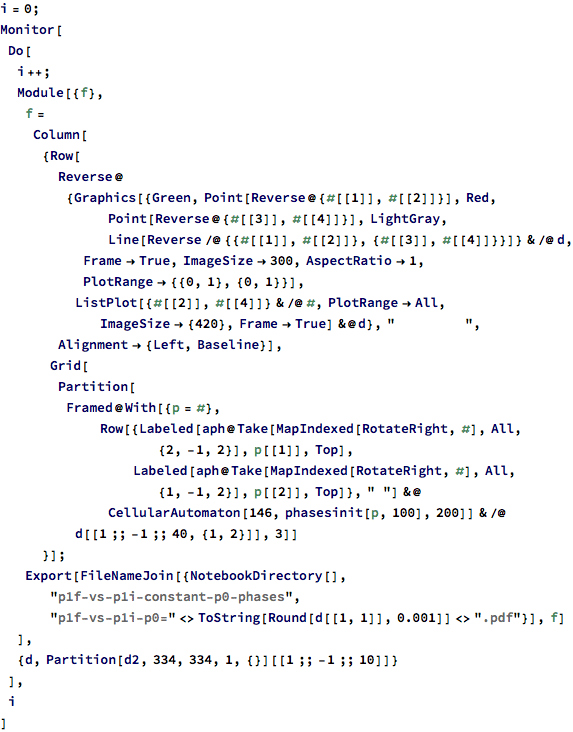 i = 0;
Monitor[
Do[
i ++;
Module[{f},
f =
Column[
{Row[
Reverse @
{Graphics[{Green, Point[Reverse @ {#[[1]], #[[2]]}], Red,
Point[Reverse @ {#[[3]], #[[4]]}], LightGray,
Line[Reverse /@ {{#[[1]], #[[2]]}, {#[[3]], #[[4]]}}]} & /@ d,
Frame → True, ImageSize → 300, AspectRatio → 1,
PlotRange → {{0, 1}, {0, 1}}],
ListPlot[{#[[2]], #[[4]]} & /@ #, PlotRange → All,
ImageSize → {420}, Frame → True] &@ d}, "          ",
Alignment → {Left, Baseline}],
Grid[
Partition[
Framed @ With[{p = #},
Row[{Labeled[aph @ Take[MapIndexed[RotateRight, #], All,
{2, -1, 2}], p[[1]], Top],
Labeled[aph @ Take[MapIndexed[RotateRight, #], All,
{1, -1, 2}], p[[2]], Top]}, " "] &@
CellularAutomaton[146, phasesinit[p, 100], 200]] & /@
d[[1 ;; -1 ;; 40, {1, 2}]], 3]]
}];
Export[FileNameJoin[{NotebookDirectory[],
"p1f-vs-p1i-constant-p0-phases",
"p1f-vs-p1i-p0=" <> ToString[Round[d[[1, 1]], 0.001]] <> ".pdf"}], f]
],
{d, Partition[d2, 334, 334, 1, {}][[1 ;; -1 ;; 10]]}
],
i
]